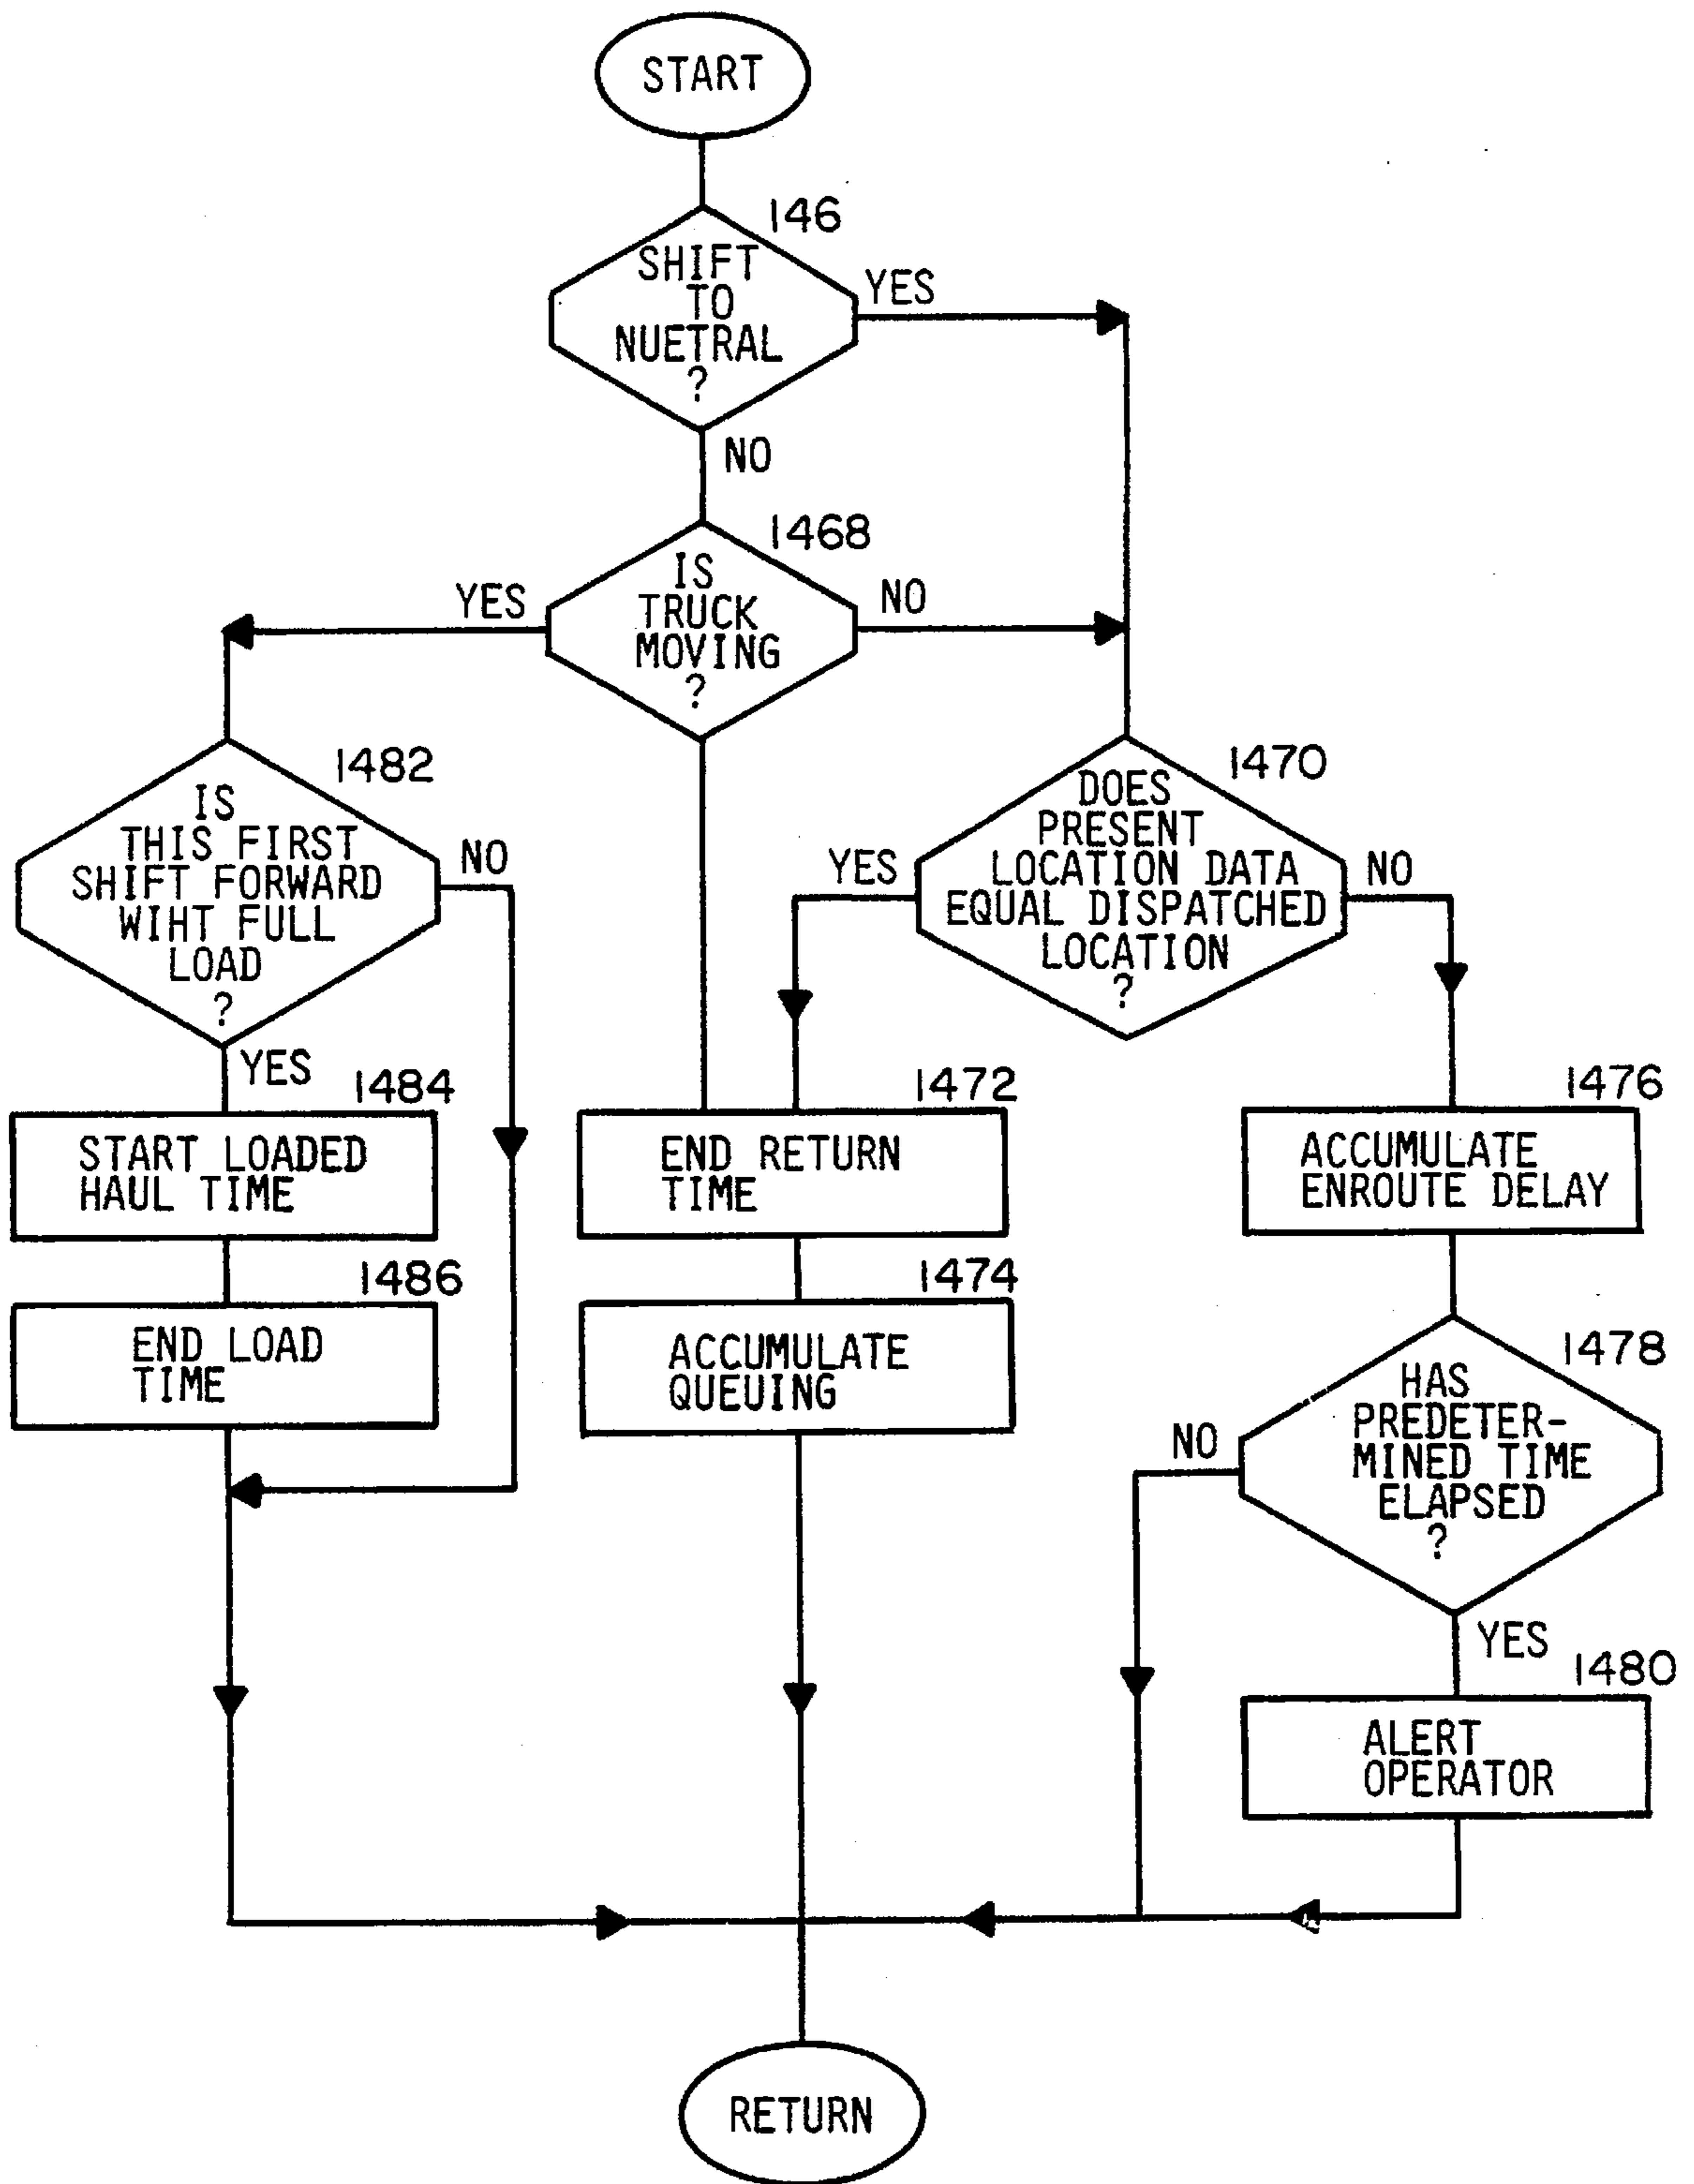 START
146
SHIFT
TO
NUETRAL
?
YES
NO
1468
IS
TRUCK
MOVING
?
YES
NO
1482
IS
THIS FIRST
SHIFT FORWARD
WIHT FULL
LOAD
?
NO
YES
1470
DOES
PRESENT
LOCATION DATA
EQUAL DISPATCHED
LOCATION
?
YES
NO
1484
START LOADED
HAUL TIME
1486
END LOAD
TIME
1472
END RETURN
TIME
1474
ACCUMULATE
QUEUING
1476
ACCUMULATE
ENROUTE DELAY
1478
HAS
PREDETER-
MINED TIME
ELAPSED
?
NO
YES
1480
ALERT
OPERATOR
RETURN